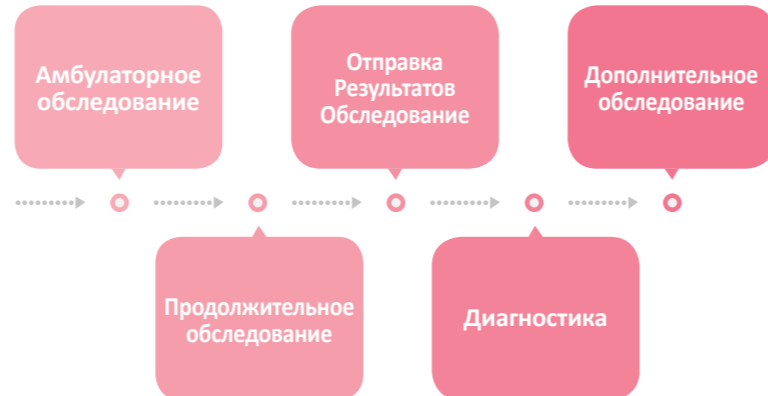 Амбулаторное
обследование
Продолжительное
обследование
Отправка
Результатов
Обследование
Диагностика
Дополнительное
обследование